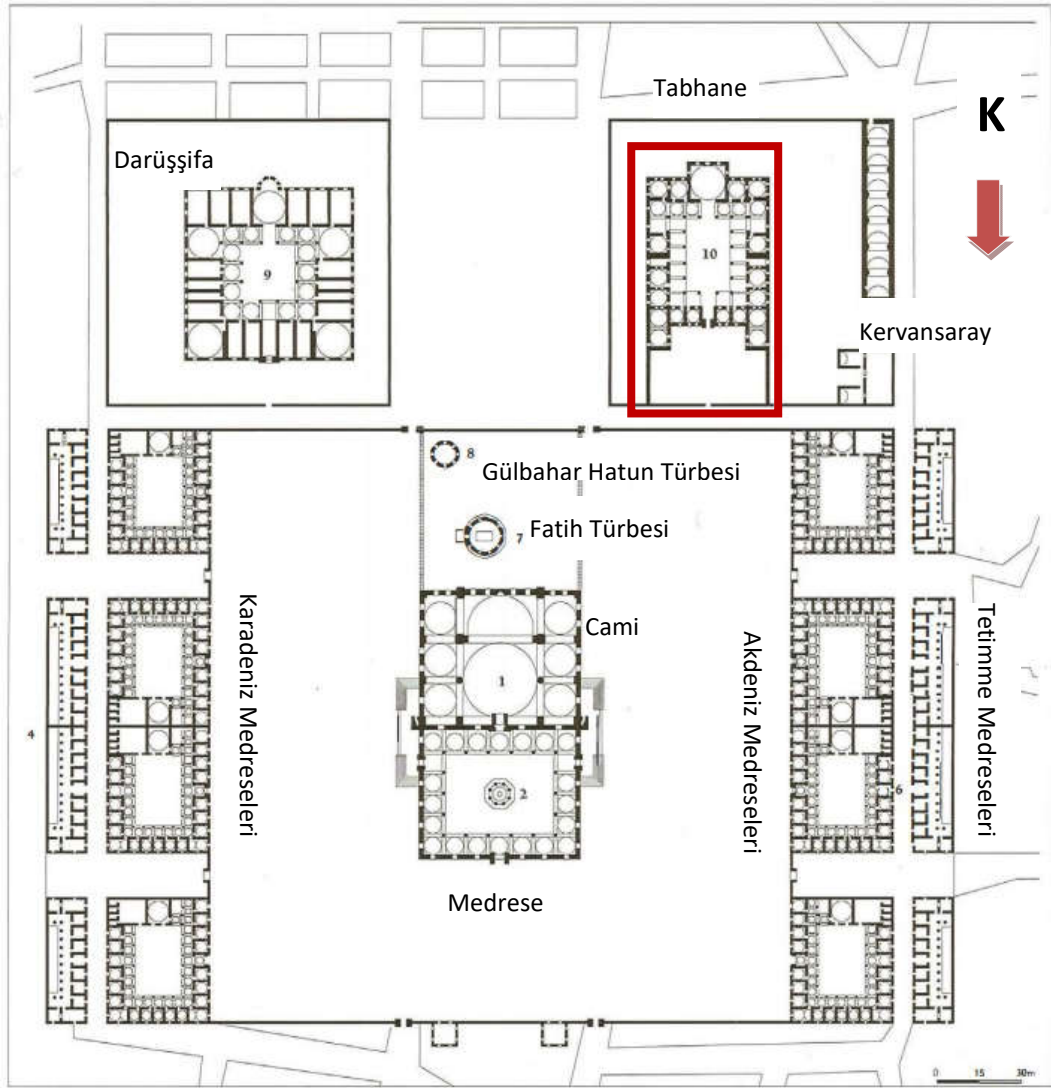 Tabhane
K
Darüşşifa
10
9
Kervansaray
8
Gülbahar Hatun Türbesi
7
Fatih Türbesi
Karadeniz Medreseleri
Cami
Akdeniz Medreseleri
Tetimme Medreseleri
1
4
2
6
Medrese
0 15 30m